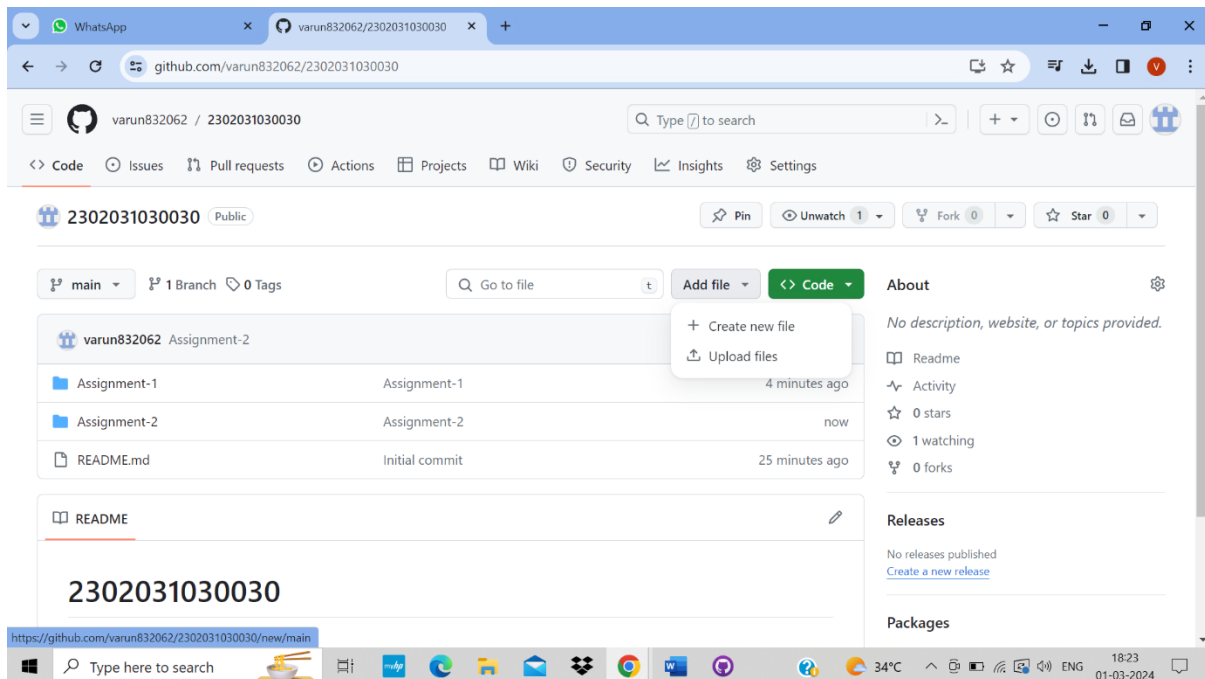 WhatsApp
varun832062/2302031030030
github.com/varun832062/2302031030030
V
varun832062 / 2302031030030
Type / to search
Code Issues Pull requests Actions Projects Wiki Security Insights Settings
2302031030030 Public
Pin Unwatch 1 Fork 0 Star 0
main 1 Branch 0 Tags Go to file t Add file <> Code
Create new file
Upload files
varun832062 Assignment-2
Assignment-1 Assignment-1 4 minutes ago
Assignment-2 Assignment-2 now
README.md Initial commit 25 minutes ago
README
2302031030030
About
No description, website, or topics provided.
Readme
Activity
0 stars
1 watching
0 forks
Releases
No releases published
Create a new release
Packages
https://github.com/varun832062/2302031030030/new/main
Type here to search
myhp
34°C ENG 18:23
01-03-2024